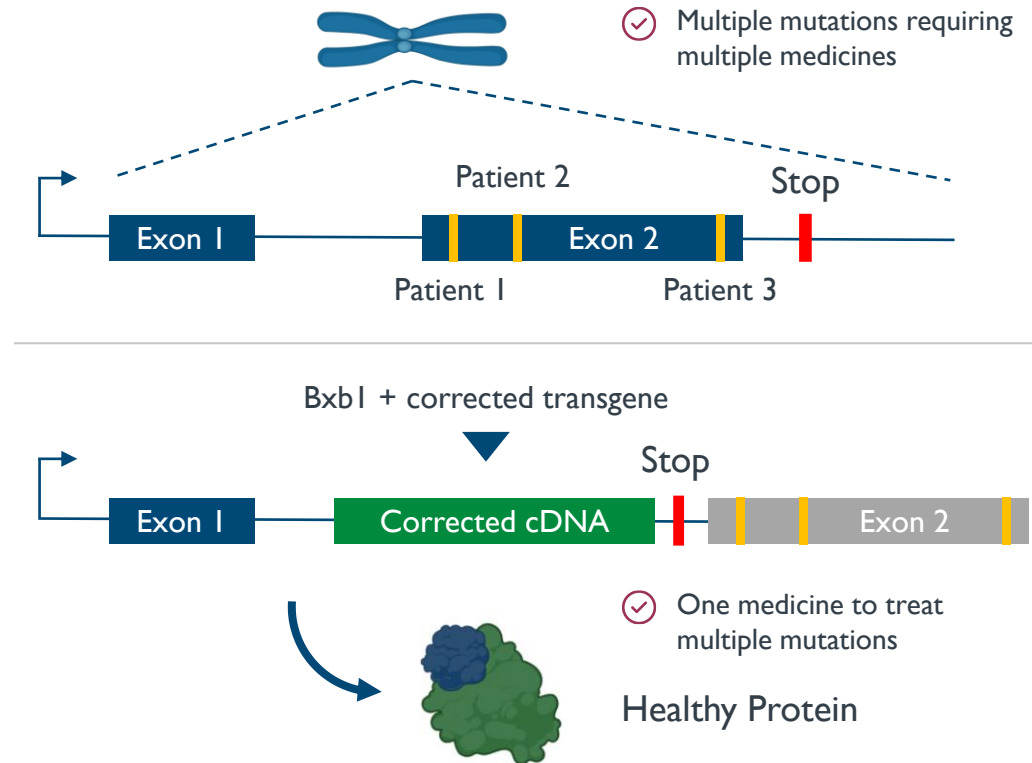 Multiple mutations requiring
multiple medicines
Patient 2
Stop
Exon 1
Exon 2
Patient 1
Patient 3
Bxb1 + corrected transgene
Stop
Exon 1
Corrected cDNA
Exon 2
One medicine to treat
multiple mutations
Healthy Protein